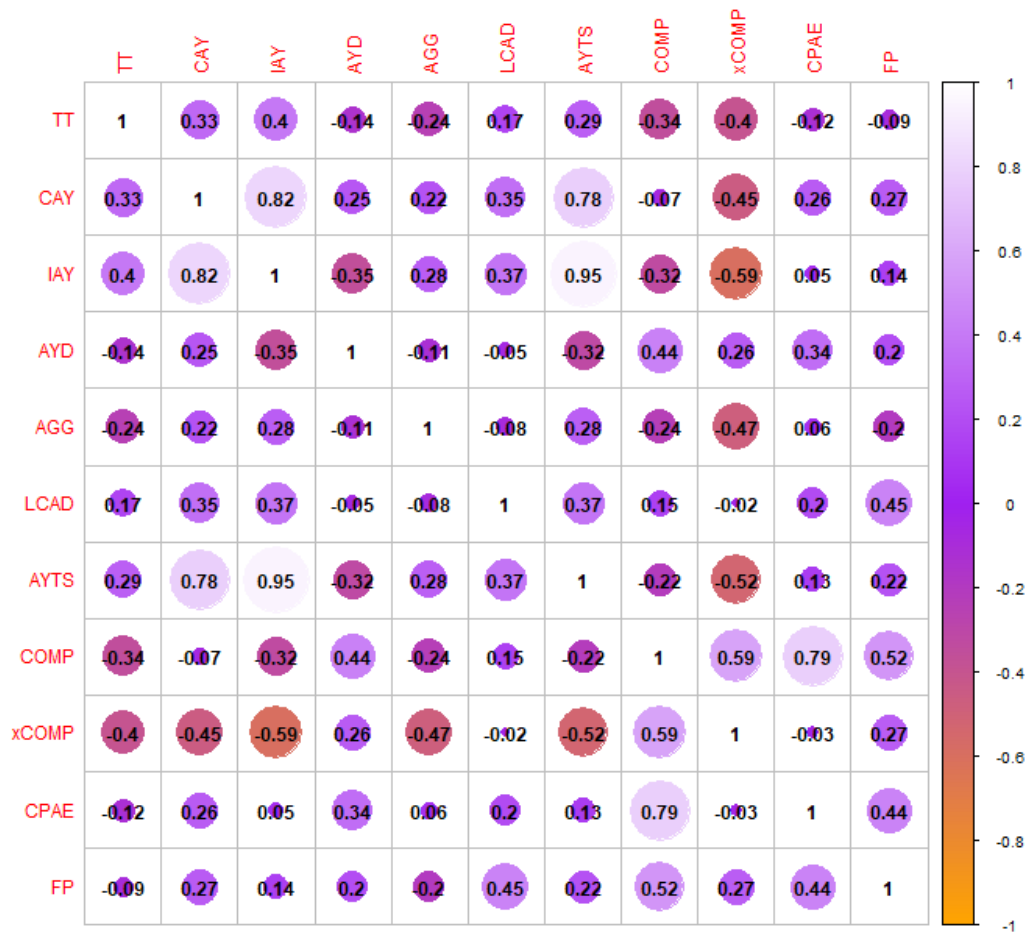 TT CAY IAY AYD AGG LCAD AYTS COMP xCOMP CPAE FP
TT 1 0.33 0.4 -0.14 -0.24 0.17 0.29 -0.34 -0.4 -0.12 -0.09
CAY 0.33 1 0.82 0.25 0.22 0.35 0.78 -0.07 -0.45 0.26 0.27
IAY 0.4 0.82 1 -0.35 0.28 0.37 0.95 -0.32 -0.59 0.05 0.14
AYD -0.14 0.25 -0.35 1 -0.11 -0.05 -0.32 0.44 0.26 0.34 0.2
AGG -0.24 0.22 0.28 -0.11 1 -0.08 0.28 -0.24 -0.47 0.06 -0.2
LCAD 0.17 0.35 0.37 -0.05 -0.08 1 0.37 0.15 -0.02 0.2 0.45
AYTS 0.29 0.78 0.95 -0.32 0.28 0.37 1 -0.22 -0.52 0.13 0.22
COMP -0.34 -0.07 -0.32 0.44 -0.24 0.15 -0.22 1 0.59 0.79 0.52
xCOMP -0.4 -0.45 -0.59 0.26 -0.47 -0.02 -0.52 0.59 1 -0.03 0.27
CPAE -0.12 0.26 0.05 0.34 0.06 0.2 0.13 0.79 -0.03 1 0.44
FP -0.09 0.27 0.14 0.2 -0.2 0.45 0.22 0.52 0.27 0.44 1
1
0.8
0.6
0.4
0.2
0
-0.2
-0.4
-0.6
-0.8
-1